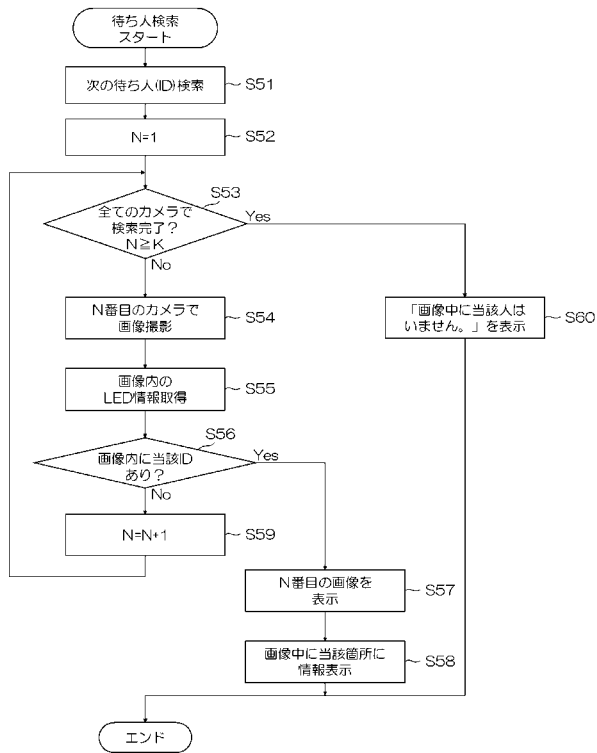 待ち人検索
スタート
次の待ち人(ID)検索
S51
N=1
S52
S53
全てのカメラで
検索完了？
N≧K
Yes
No
N番目のカメラで
画像撮影
S54
「画像中に当該人は
いません。」を表示
S60
画像内の
LED情報取得
S55
S56
画像内に当該ID
あり？
Yes
No
N=N+1
S59
N番目の画像を
表示
S57
画像中に当該箇所に
情報表示
S58
エンド